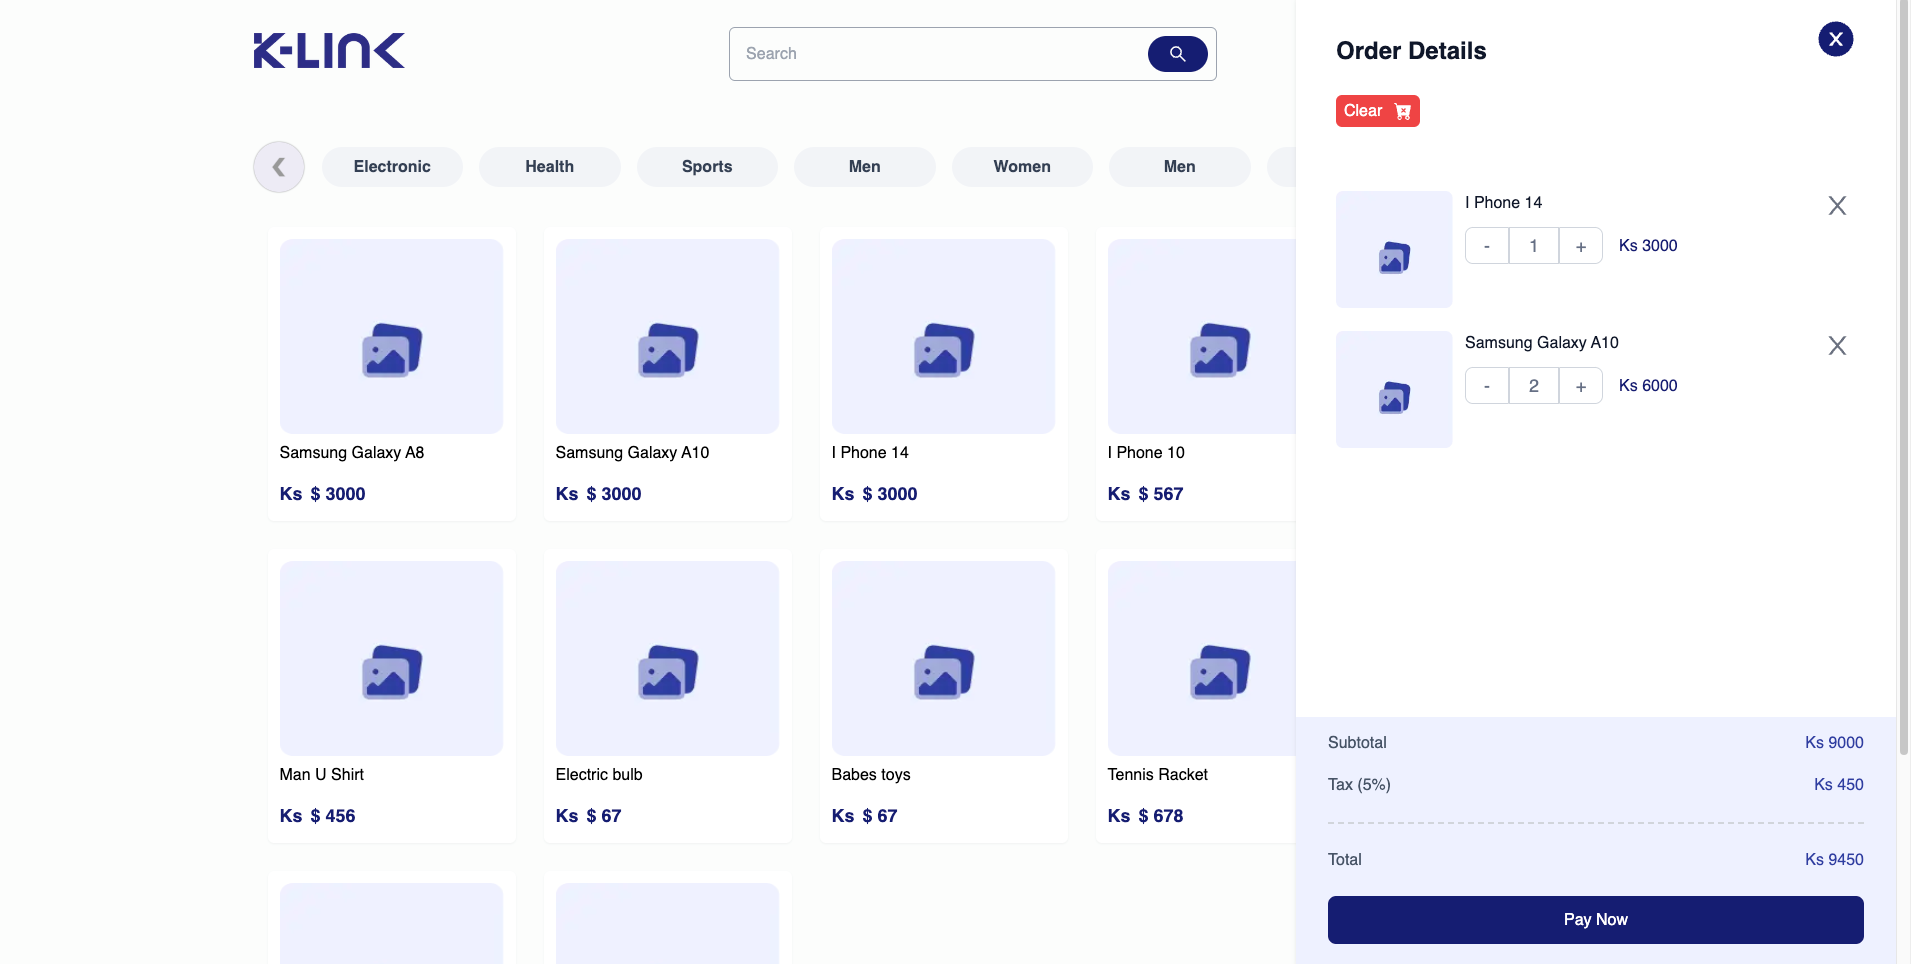 K-LINK
Search
Electronic
Health
Sports
Men
Women
Men
Samsung Galaxy A8
Ks $ 3000
Samsung Galaxy A10
Ks $ 3000
I Phone 14
Ks $ 3000
I Phone 10
Ks $ 567
Man U Shirt
Ks $ 456
Electric bulb
Ks $ 67
Babes toys
Ks $ 67
Tennis Racket
Ks $ 678
Order Details
X
Clear
I Phone 14
X
- 1 + Ks 3000
Samsung Galaxy A10
X
- 2 + Ks 6000
Subtotal Ks 9000
Tax (5%) Ks 450
Total Ks 9450
Pay Now